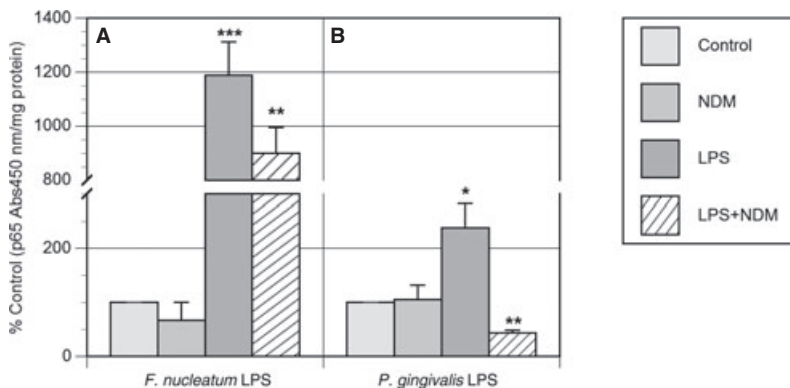 % Control (p65 Abs450 nm/mg protein)
1400
1200
1000
800
200
0
A
***
**
B
*
**
F. nucleatum LPS
P. gingivalis LPS
Control
NDM
LPS
LPS+NDM